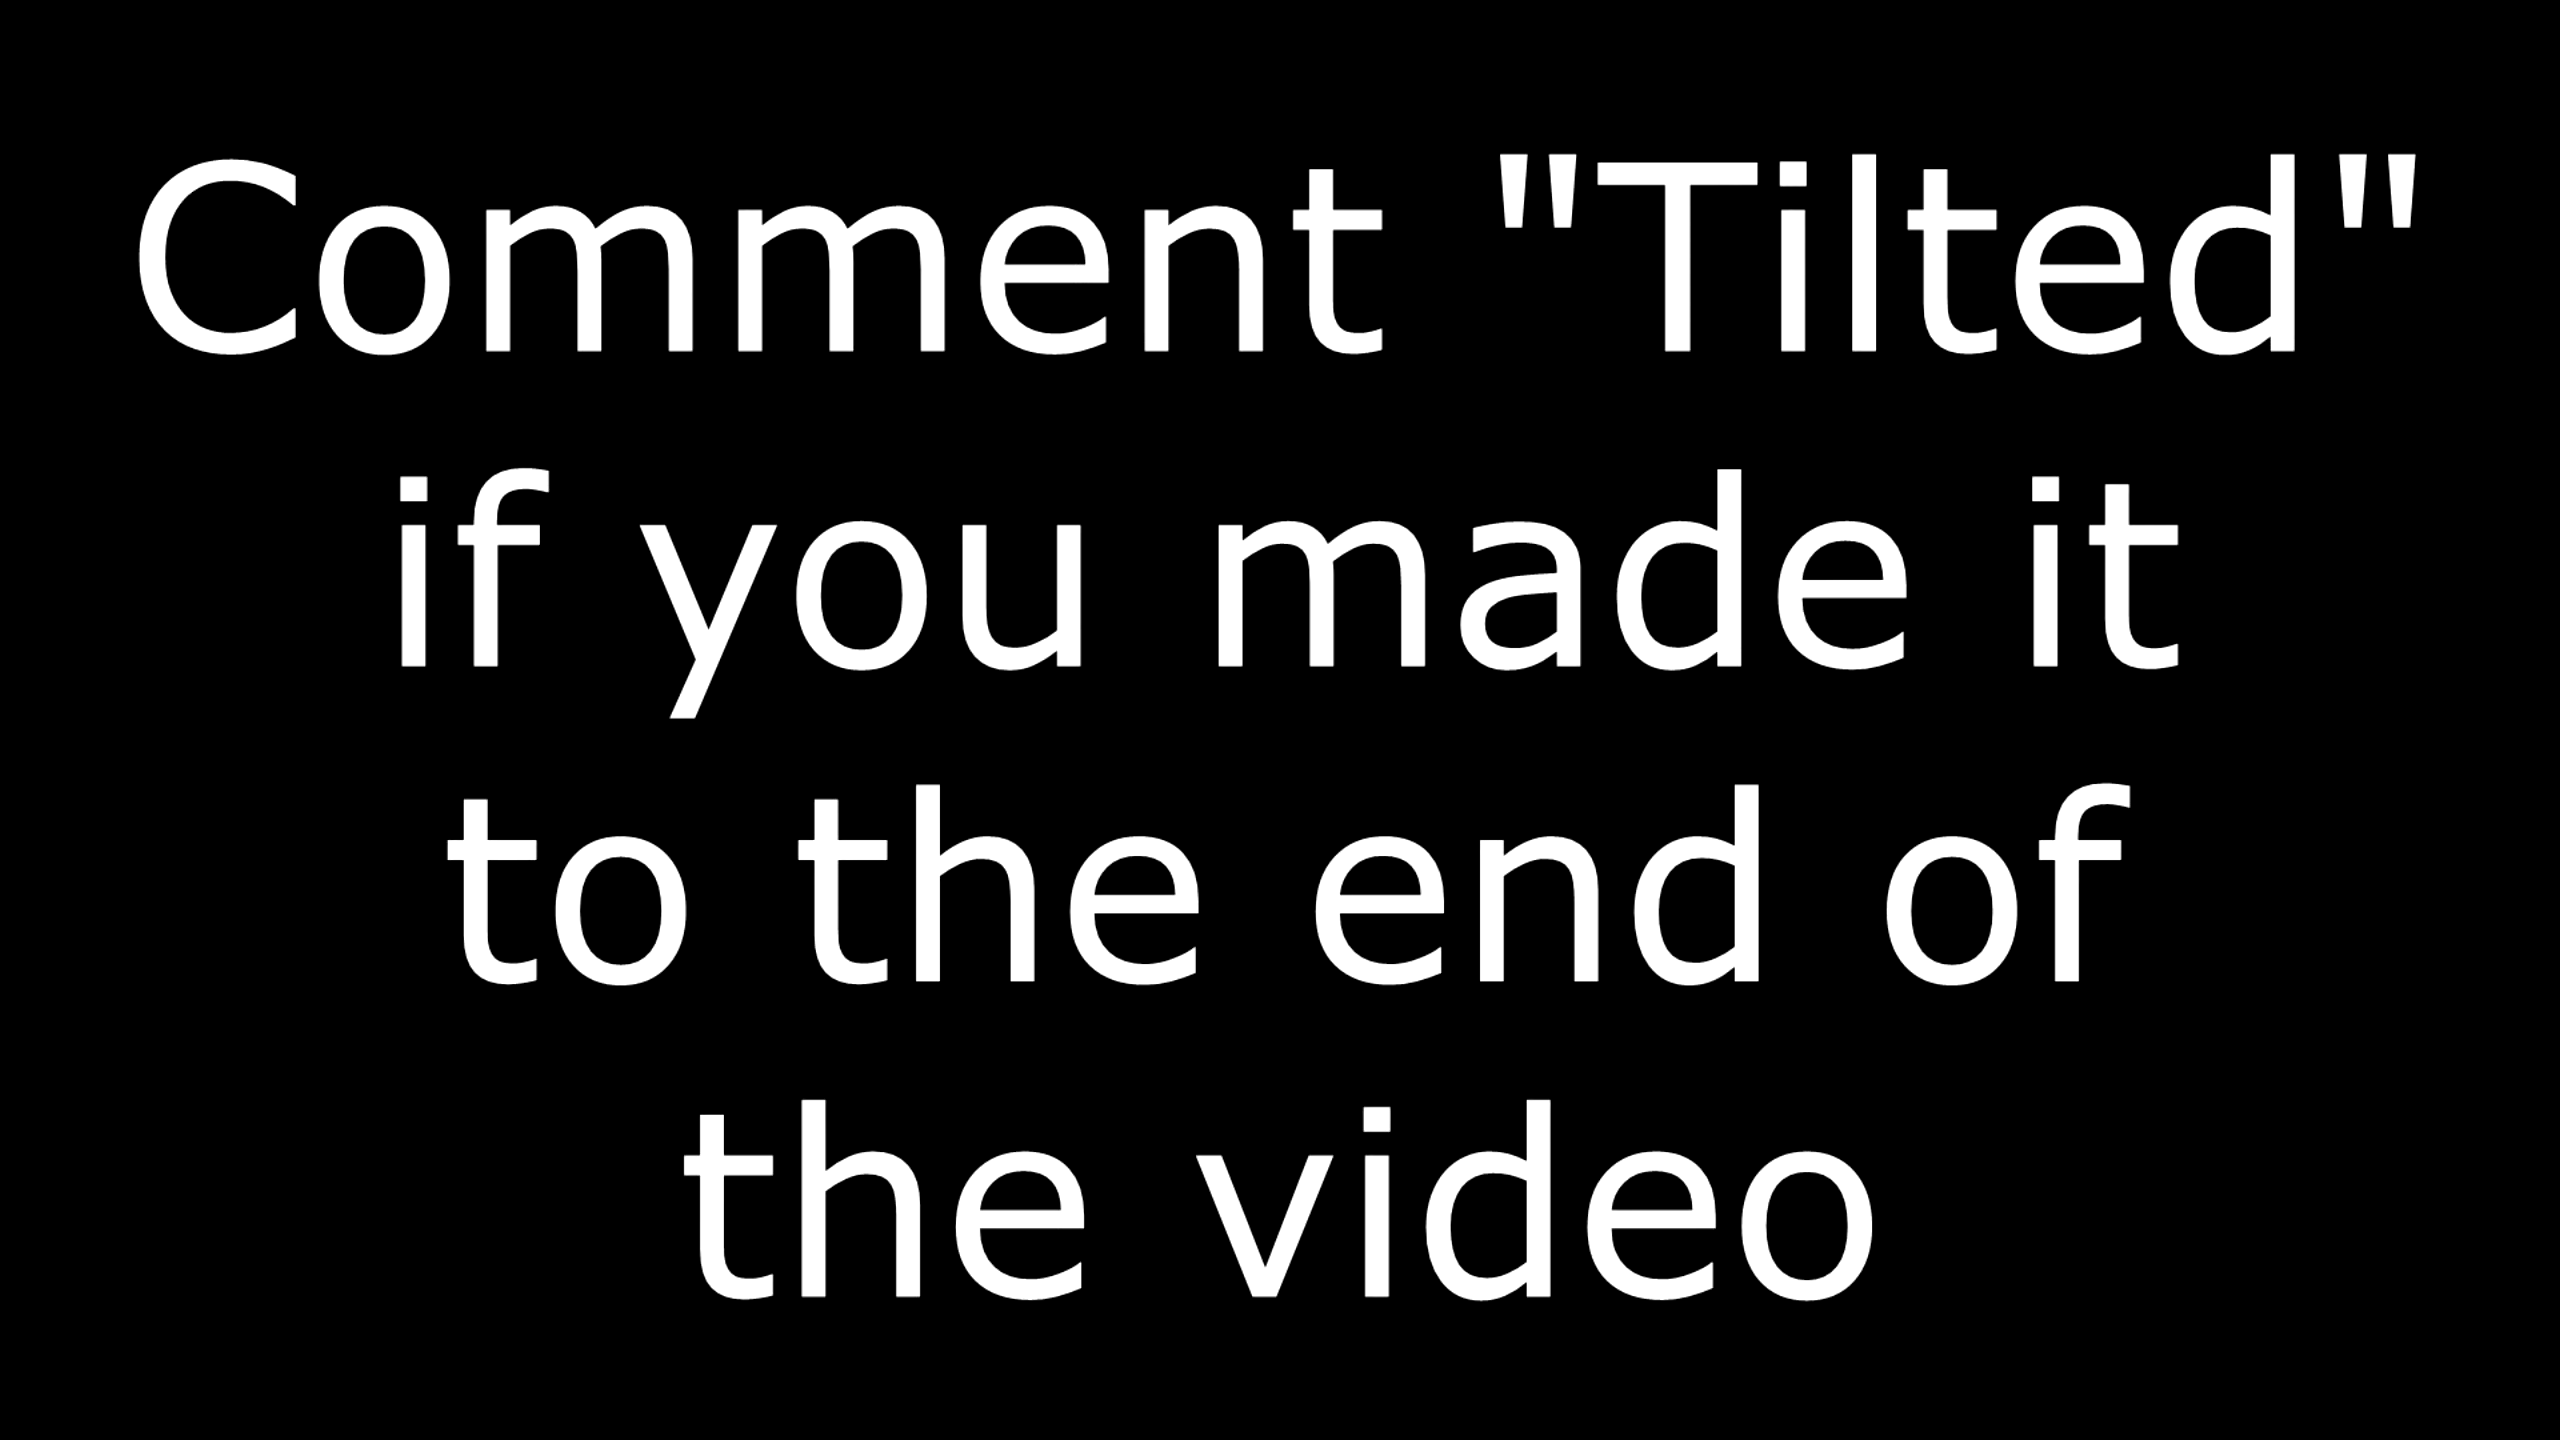 Comment "Tilted"
if you made it
to the end of
the video